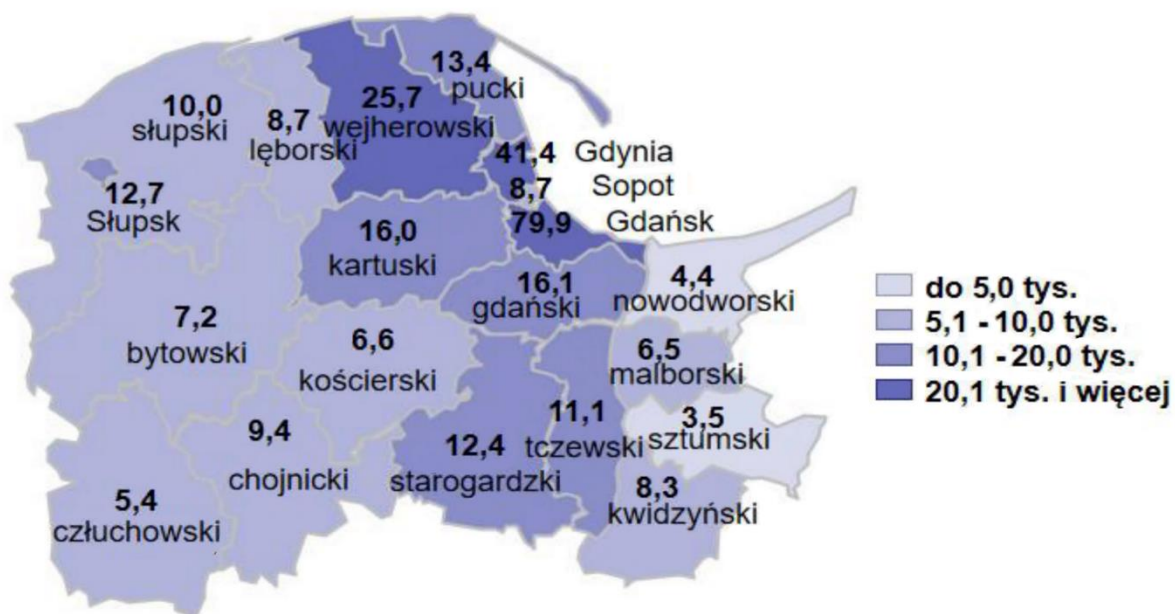 13,4
pucki
10,0
słupski
8,7
lęborski
25,7
wejherowski
41,4 Gdynia
8,7 Sopot
79,9 Gdańsk
12,7
Słupsk
16,0
kartuski
16,1
gdański
4,4
nowodworski
7,2
bytowski
6,6
kościerski
6,5
malborski
9,4
chojnicki
12,4
starogardzki
11,1
tczewski
3,5
sztumski
5,4
człuchowski
8,3
kwidzyński
do 5,0 tys.
5,1 - 10,0 tys.
10,1 - 20,0 tys.
20,1 tys. i więcej